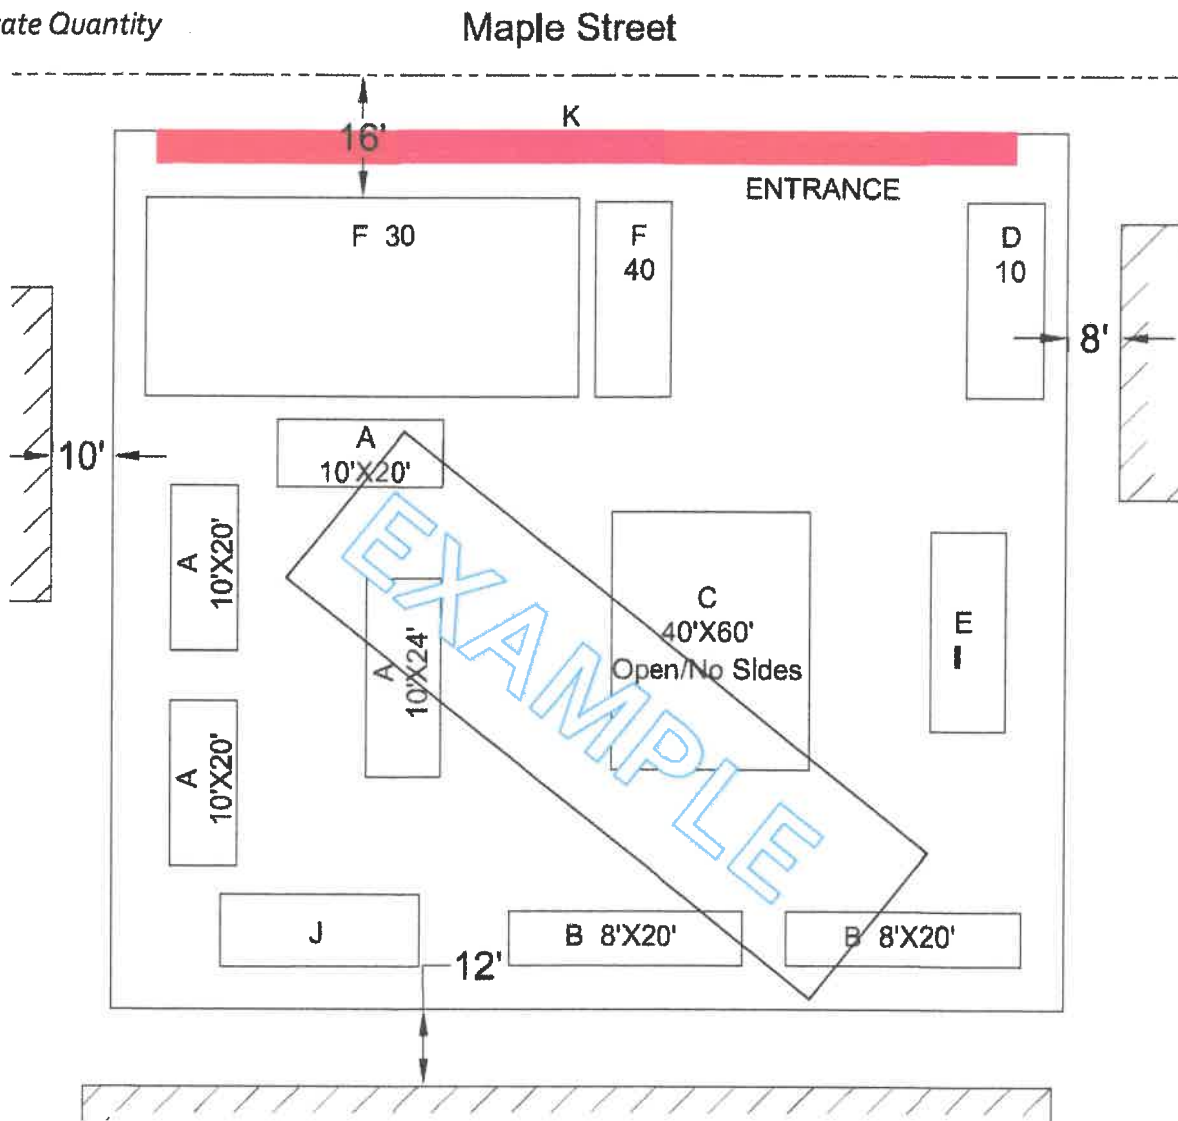 ate Quantity
Maple Street
K
16'
ENTRANCE
F 30
F
40
D
10
8'
10'
A
10'X20'
A
10'X20'
A
10'X24'
C
40'X60'
Open/No Sides
E
A
10'X20'
EXAMPLE
J
B 8'X20'
B 8'X20'
12'